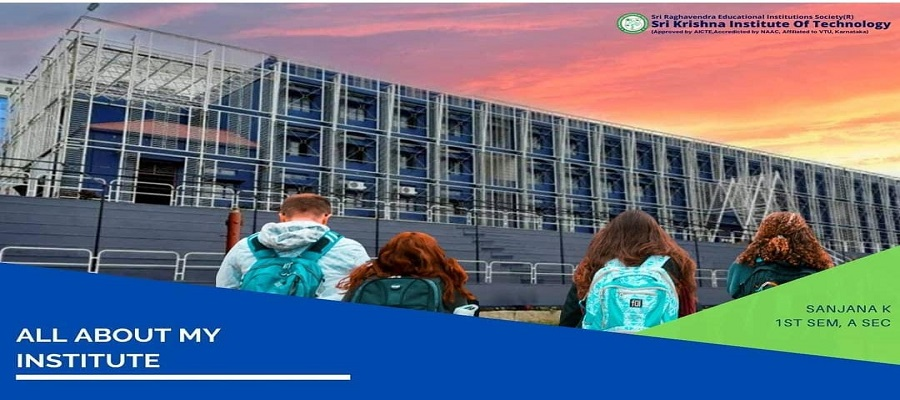 Sri Raghavendra Educational Institutions Society(R)
Sri Krishna Institute Of Technology
(Approved by AICTE,Accredicted by NAAC, Affiliated to VTU, Karnataka)
ALL ABOUT MY
INSTITUTE
SANJANA K
1ST SEM, A SEC